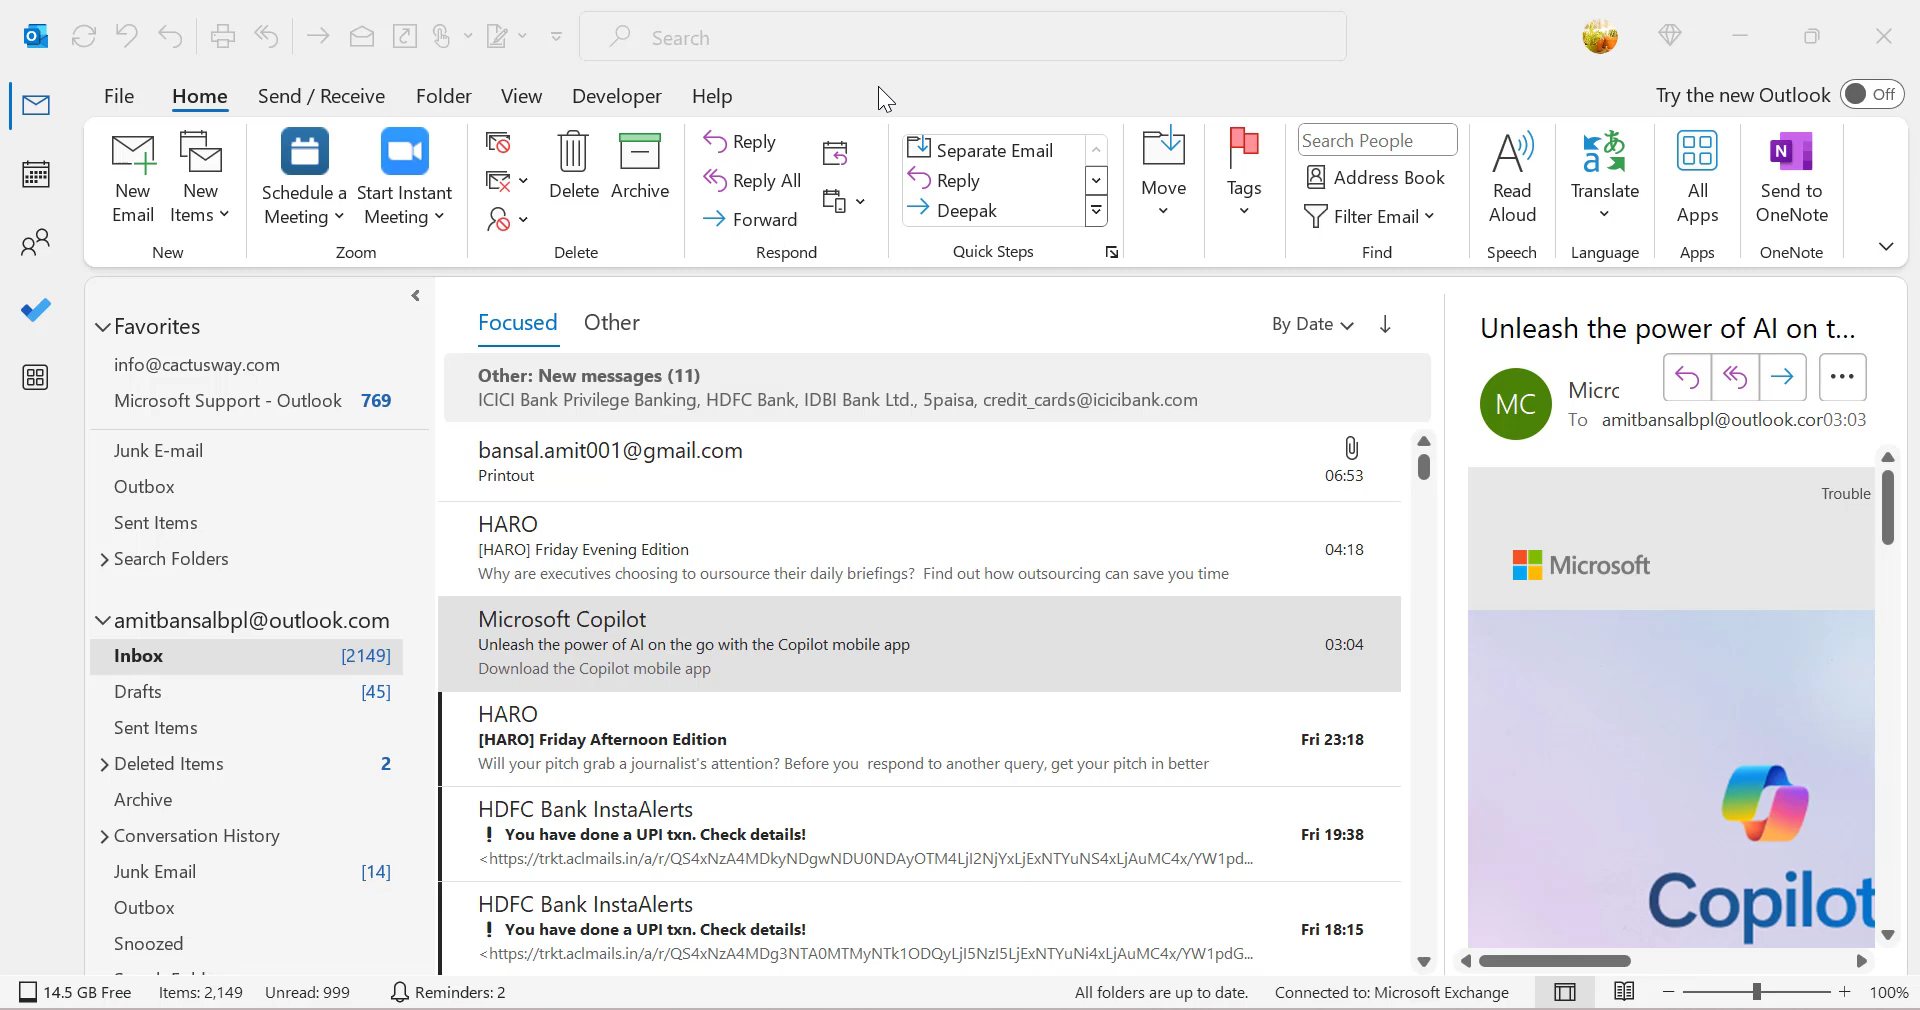 Search
File Home Send / Receive Folder View Developer Help
Try the new Outlook Off
New Email
New Items
New
Schedule a Meeting
Start Instant Meeting
Zoom
Delete
Archive
Delete
Reply
Reply All
Forward
Respond
Separate Email
Reply
Deepak
Quick Steps
Move
Tags
Search People
Address Book
Filter Email
Find
Read Aloud
Speech
Translate
Language
All Apps
Apps
N
Send to OneNote
OneNote
Favorites
info@cactusway.com
Microsoft Support - Outlook 769
Junk E-mail
Outbox
Sent Items
Search Folders
amitbansalbpl@outlook.com
Inbox [2149]
Drafts [45]
Sent Items
Deleted Items 2
Archive
Conversation History
Junk Email [14]
Outbox
Snoozed
Focused Other
By Date
Other: New messages (11)
ICICI Bank Privilege Banking, HDFC Bank, IDBI Bank Ltd., 5paisa, credit_cards@icicibank.com
bansal.amit001@gmail.com
Printout 06:53
HARO
[HARO] Friday Evening Edition 04:18
Why are executives choosing to oursource their daily briefings? Find out how outsourcing can save you time
Microsoft Copilot
Unleash the power of AI on the go with the Copilot mobile app 03:04
Download the Copilot mobile app
HARO
[HARO] Friday Afternoon Edition Fri 23:18
Will your pitch grab a journalist's attention? Before you respond to another query, get your pitch in better
HDFC Bank InstaAlerts
! You have done a UPI txn. Check details! Fri 19:38
<https://trkt.aclmails.in/a/r/QS4xNzA4MDkyNDgwNDU0NDAyOTM4LjI2NjYxLjExNTYuNS4xLjAuMC4x/YW1pd...
HDFC Bank InstaAlerts
! You have done a UPI txn. Check details! Fri 18:15
<https://trkt.aclmails.in/a/r/QS4xNzA4MDg3NTA0MTMyNTk1ODQyLjI5NzI5LjExNTYuNi4xLjAuMC4x/YW1pdG...
Unleash the power of AI on t...
MC
Micrc
To amitbansalbpl@outlook.cor03:03
Trouble
Microsoft
Copilot
14.5 GB Free Items: 2,149 Unread: 999 Reminders: 2
All folders are up to date. Connected to: Microsoft Exchange 100%